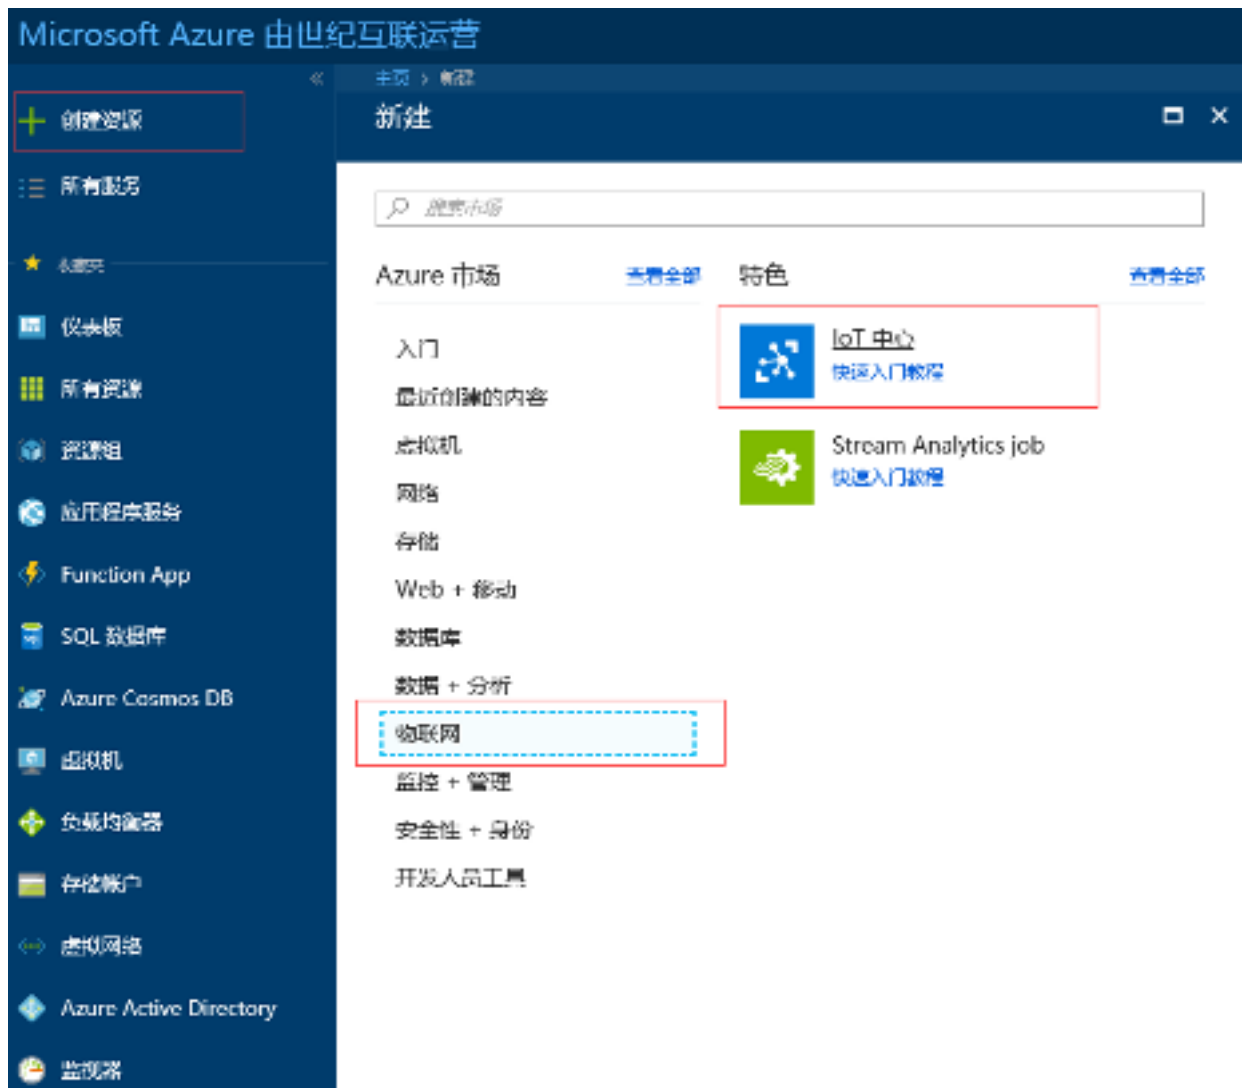 Microsoft Azure 由世纪互联运营
«
主页 > 新建
新建
创建资源
所有服务
收藏夹
仪表板
所有资源
资源组
应用程序服务
Function App
SQL 数据库
Azure Cosmos DB
虚拟机
负载均衡器
存储帐户
虚拟网络
Azure Active Directory
监视器
搜索市场
Azure 市场 查看全部
入门
最近创建的内容
虚拟机
网络
存储
Web + 移动
数据库
数据 + 分析
物联网
监控 + 管理
安全性 + 身份
开发人员工具
特色 查看全部
IoT 中心
快速入门教程
Stream Analytics job
快速入门教程